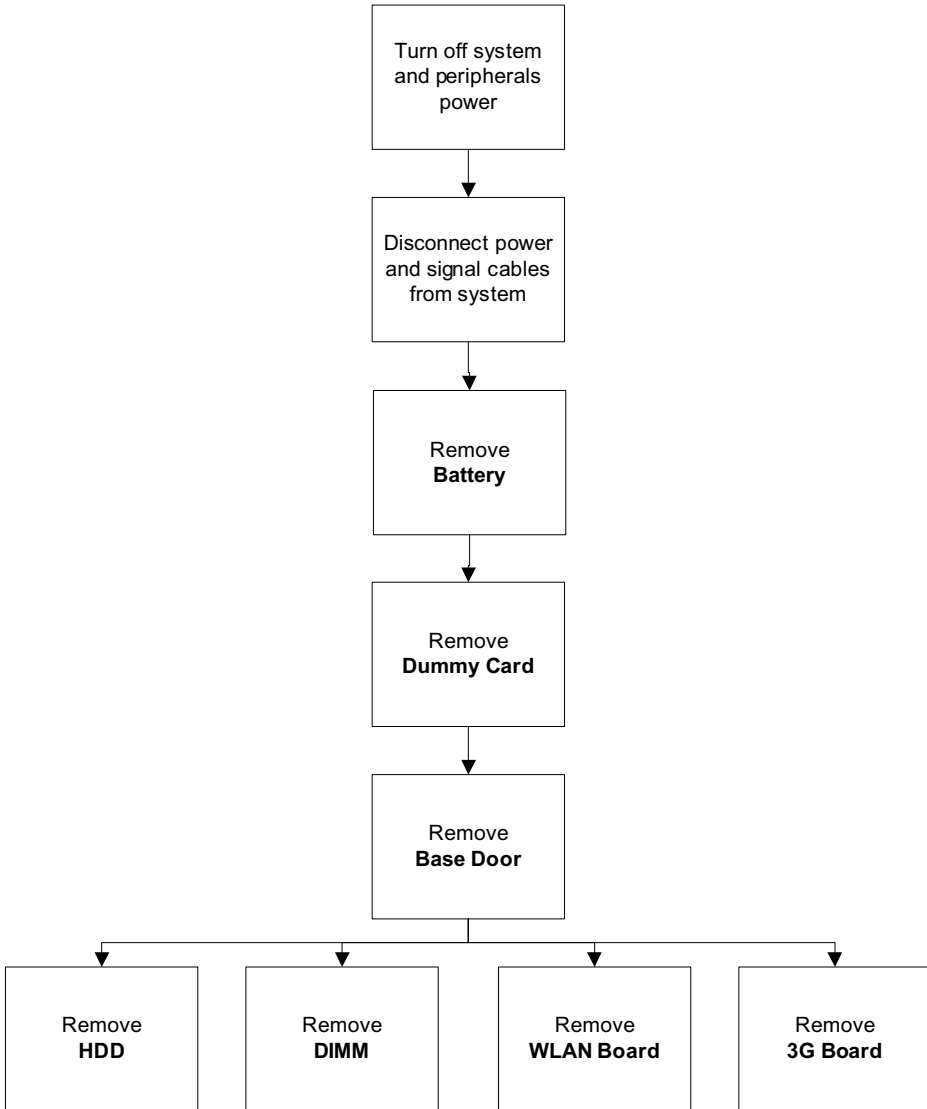 Turn off system
and peripherals
power
Disconnect power
and signal cables
from system
Remove
Battery
Remove
Dummy Card
Remove
Base Door
Remove
HDD
Remove
DIMM
Remove
WLAN Board
Remove
3G Board